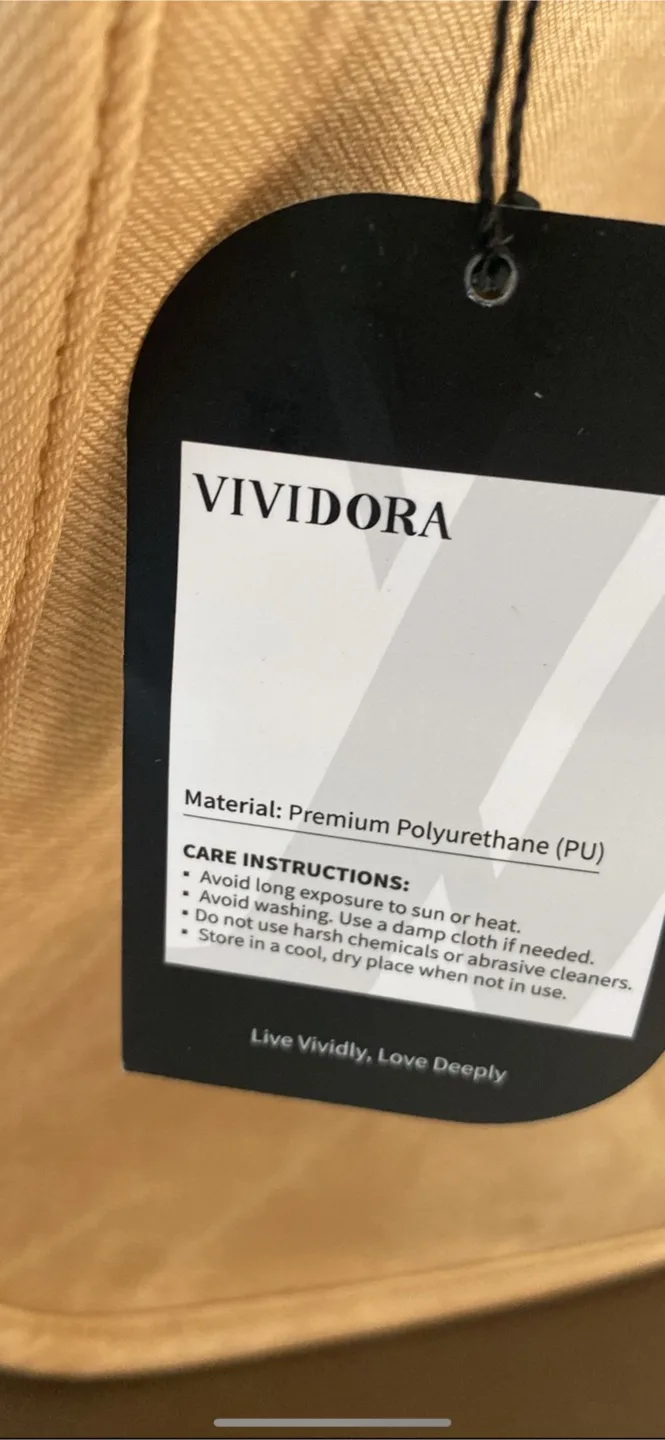 VIVIDORA
Material: Premium Polyurethane (PU)
CARE INSTRUCTIONS:
▪ Avoid long exposure to sun or heat.
▪ Avoid washing. Use a damp cloth if needed.
▪ Do not use harsh chemicals or abrasive cleaners.
▪ Store in a cool, dry place when not in use.
Live Vividly, Love Deeply